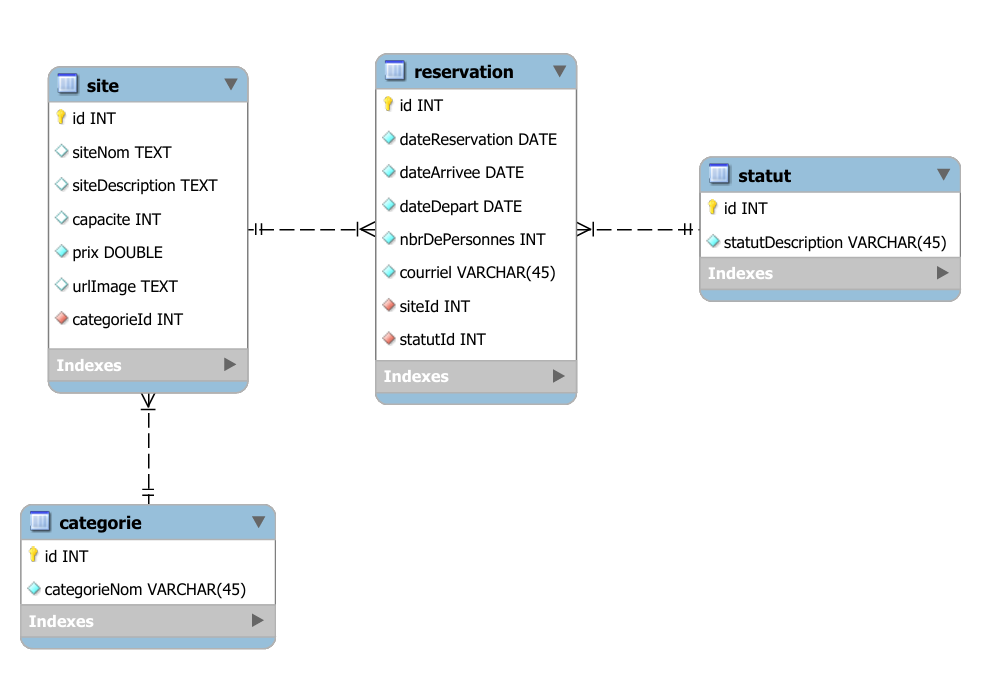 site
id INT
siteNom TEXT
siteDescription TEXT
capacite INT
prix DOUBLE
urlImage TEXT
categorieId INT
Indexes
reservation
id INT
dateReservation DATE
dateArrivee DATE
dateDepart DATE
nbrDePersonnes INT
courriel VARCHAR(45)
siteId INT
statutId INT
Indexes
statut
id INT
statutDescription VARCHAR(45)
Indexes
categorie
id INT
categorieNom VARCHAR(45)
Indexes